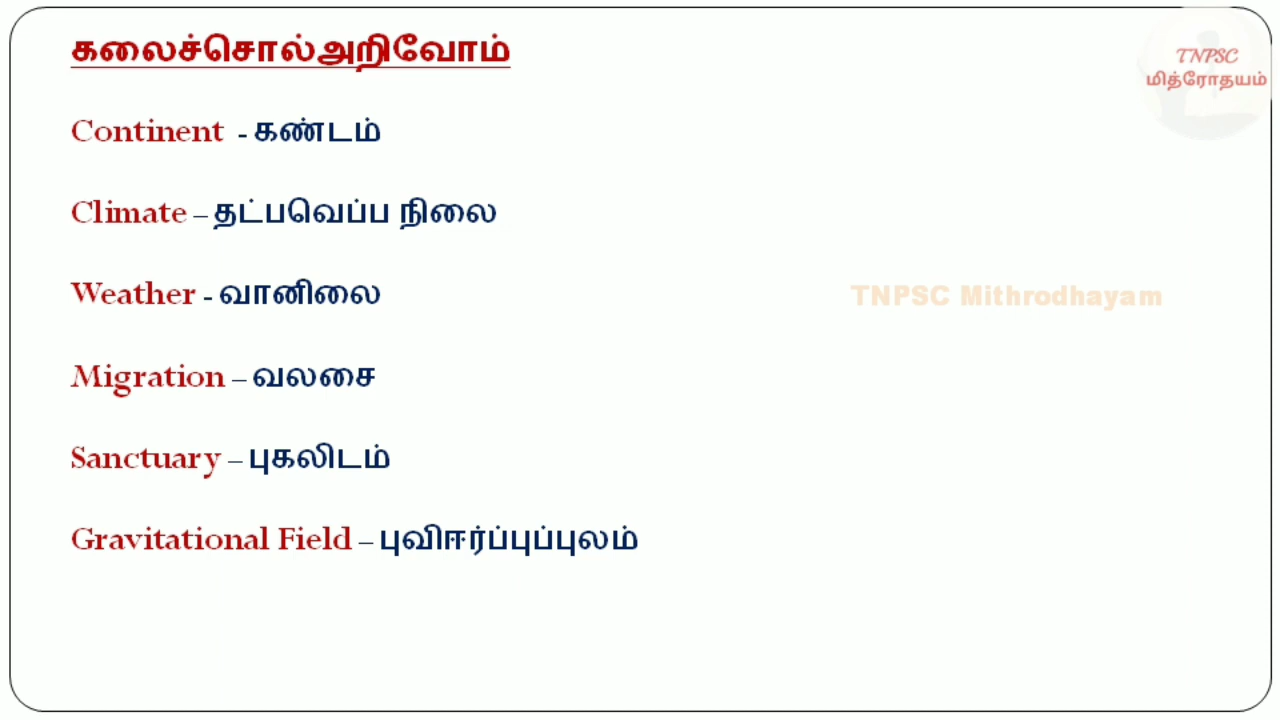 கலைச்சொல்அறிவோம்
TNPSC
மித்ரோதயம்
Continent - கண்டம்
Climate – தட்பவெப்ப நிலை
Weather - வானிலை
TNPSC Mithrodhayam
Migration – வலசை
Sanctuary – புகலிடம்
Gravitational Field – புவிஈர்ப்புப்புலம்